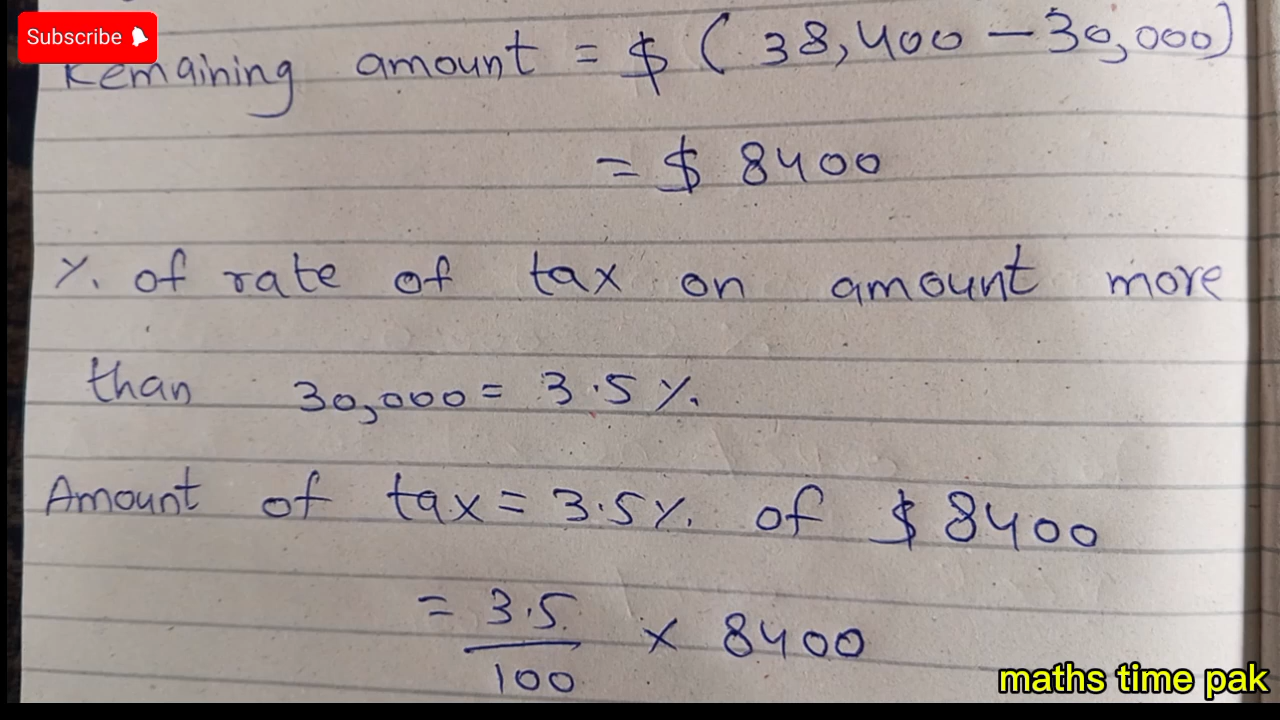 Subscribe
Remaining amount = $ ( 38,400 - 30,000)
= $ 8400
%. of rate of tax on amount more
than 30,000 = 3.5 %.
Amount of tax = 3.5 %. of $ 8400
= 3.5/100 × 8400
maths time pak